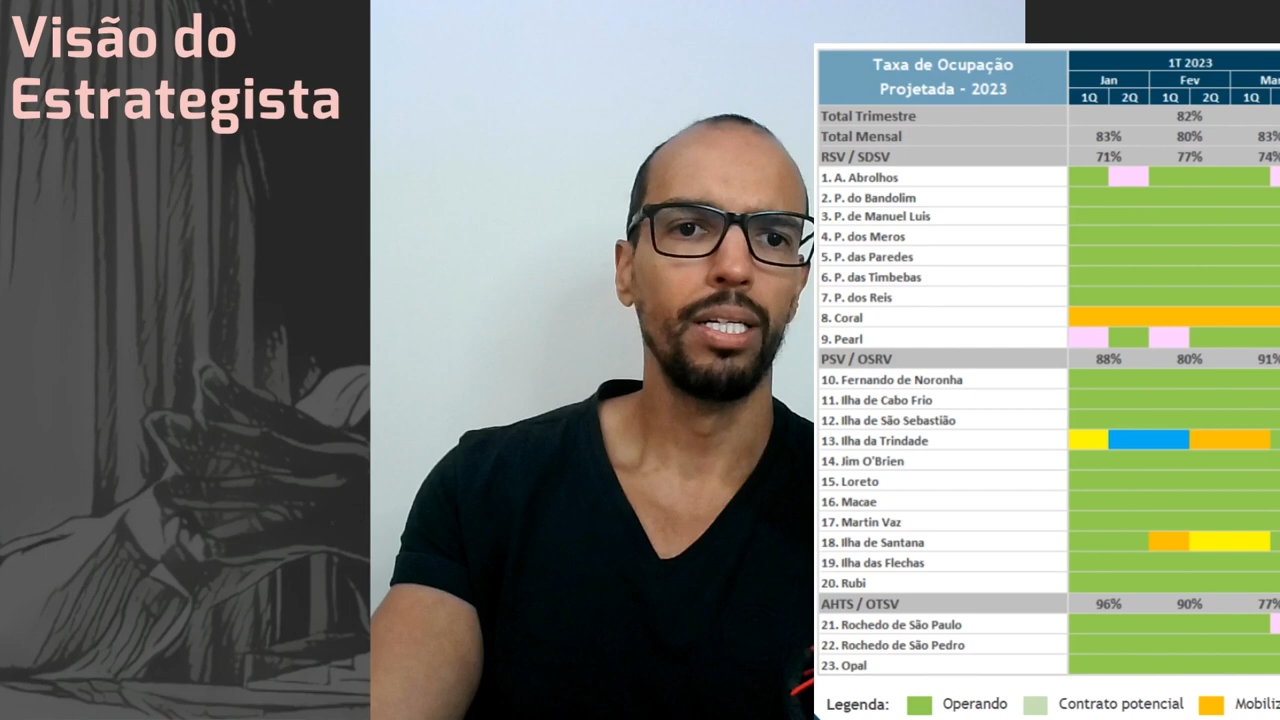 Visão do
Estrategista
Taxa de Ocupação
Projetada - 2023
1T 2023
Jan Fev
1Q 2Q 1Q 2Q 1Q
Total Trimestre 82%
Total Mensal 83% 80% 83%
RSV / SDSV 71% 77% 74%
1. A. Abrolhos
2. P. do Bandolim
3. P. de Manuel Luis
4. P. dos Meros
5. P. das Paredes
6. P. das Timbebas
7. P. dos Reis
8. Coral
9. Pearl
PSV / OSRV 88% 80% 91%
10. Fernando de Noronha
11. Ilha de Cabo Frio
12. Ilha de São Sebastião
13. Ilha da Trindade
14. Jim O'Brien
15. Loreto
16. Macae
17. Martin Vaz
18. Ilha de Santana
19. Ilha das Flechas
20. Rubi
AHTS / OTSV 96% 90% 77%
21. Rochedo de São Paulo
22. Rochedo de São Pedro
23. Opal
Legenda: Operando Contrato potencial